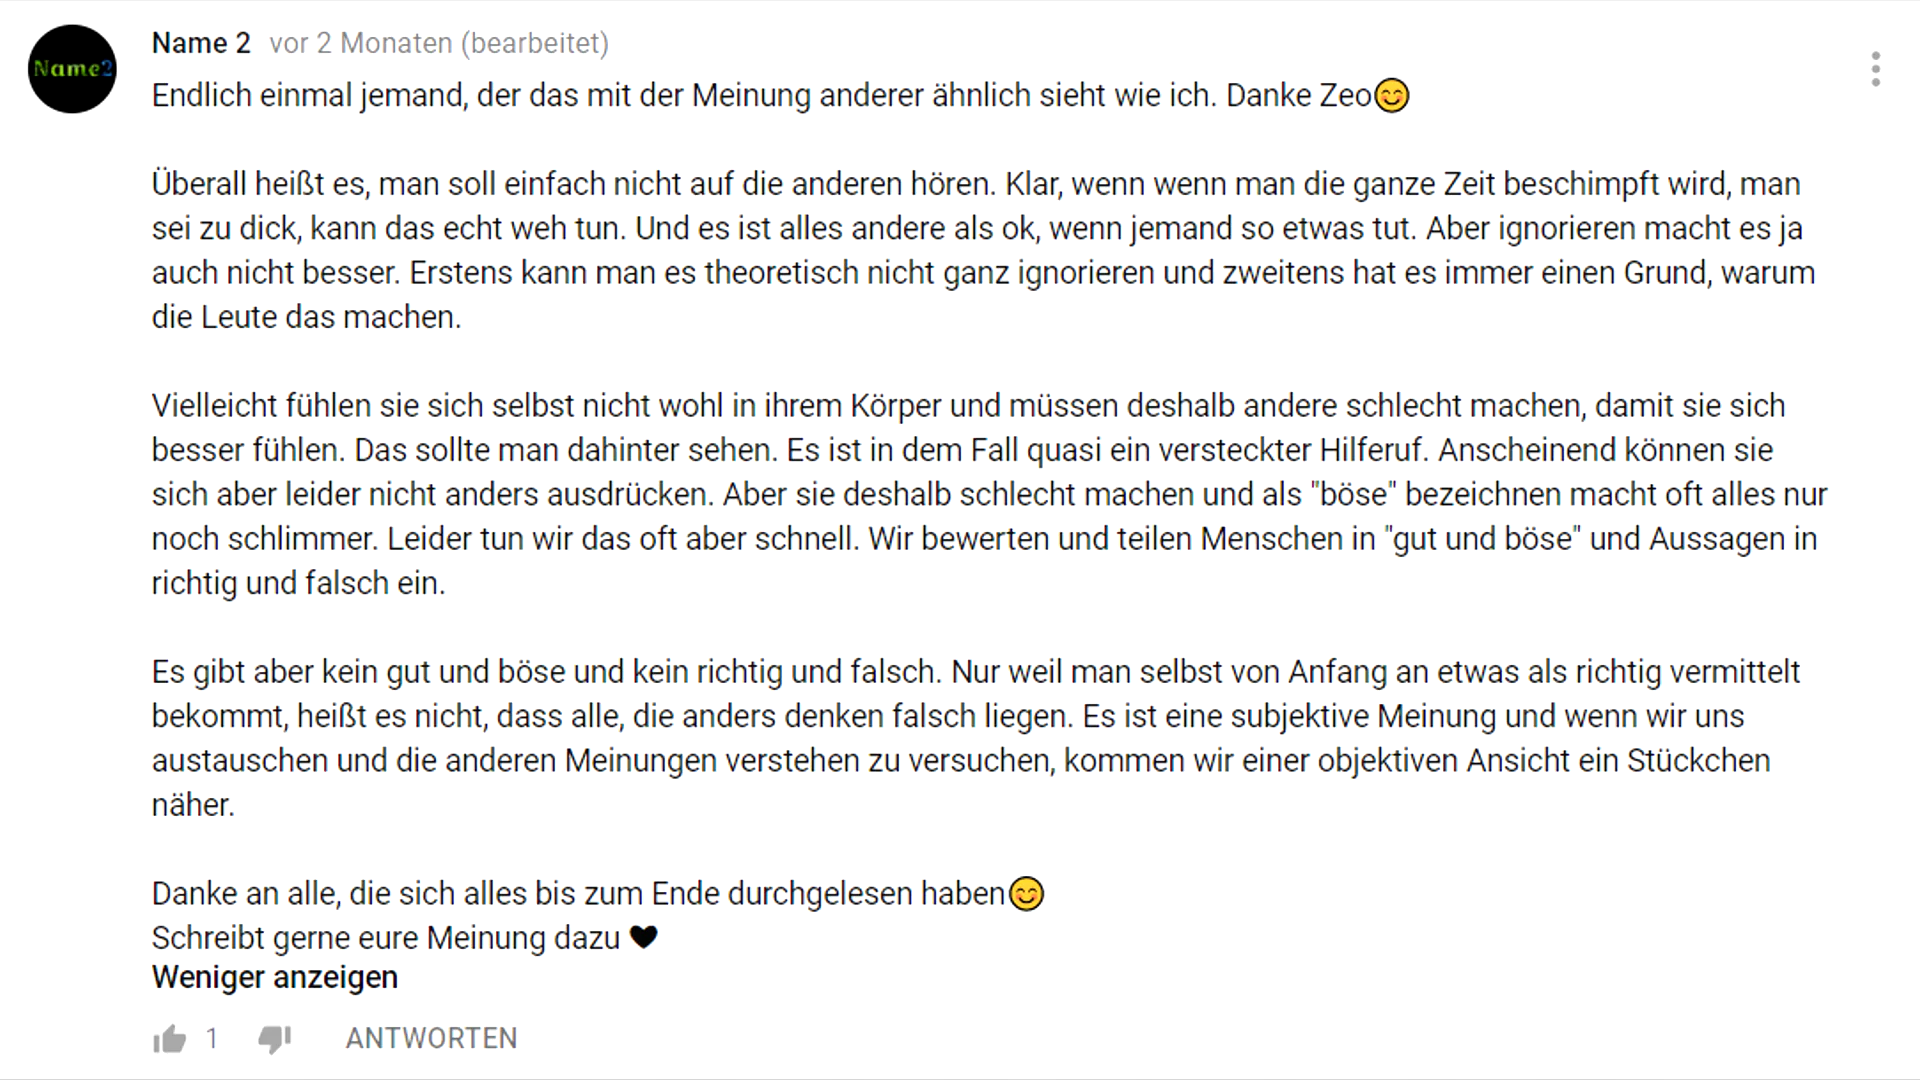 Name2
Name 2 vor 2 Monaten (bearbeitet)
Endlich einmal jemand, der das mit der Meinung anderer ähnlich sieht wie ich. Danke Zeo😊
Überall heißt es, man soll einfach nicht auf die anderen hören. Klar, wenn wenn man die ganze Zeit beschimpft wird, man
sei zu dick, kann das echt weh tun. Und es ist alles andere als ok, wenn jemand so etwas tut. Aber ignorieren macht es ja
auch nicht besser. Erstens kann man es theoretisch nicht ganz ignorieren und zweitens hat es immer einen Grund, warum
die Leute das machen.
Vielleicht fühlen sie sich selbst nicht wohl in ihrem Körper und müssen deshalb andere schlecht machen, damit sie sich
besser fühlen. Das sollte man dahinter sehen. Es ist in dem Fall quasi ein versteckter Hilferuf. Anscheinend können sie
sich aber leider nicht anders ausdrücken. Aber sie deshalb schlecht machen und als "böse" bezeichnen macht oft alles nur
noch schlimmer. Leider tun wir das oft aber schnell. Wir bewerten und teilen Menschen in "gut und böse" und Aussagen in
richtig und falsch ein.
Es gibt aber kein gut und böse und kein richtig und falsch. Nur weil man selbst von Anfang an etwas als richtig vermittelt
bekommt, heißt es nicht, dass alle, die anders denken falsch liegen. Es ist eine subjektive Meinung und wenn wir uns
austauschen und die anderen Meinungen verstehen zu versuchen, kommen wir einer objektiven Ansicht ein Stückchen
näher.
Danke an alle, die sich alles bis zum Ende durchgelesen haben😊
Schreibt gerne eure Meinung dazu ♥
Weniger anzeigen
1 ANTWORTEN